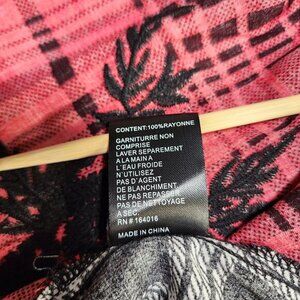 CONTENT:100%RAYONNE
GARNITURRE NON
COMPRISE
LAVER SEPAREMENT
A LA MAIN A
L'EAU FROIDE
N'UTILISEZ
PAS D'AGENT
DE BLANCHIMENT.
NE PAS REPASSER.
PAS DE NETTOYAGE
A SEC.
RN # 164016
MADE IN CHINA